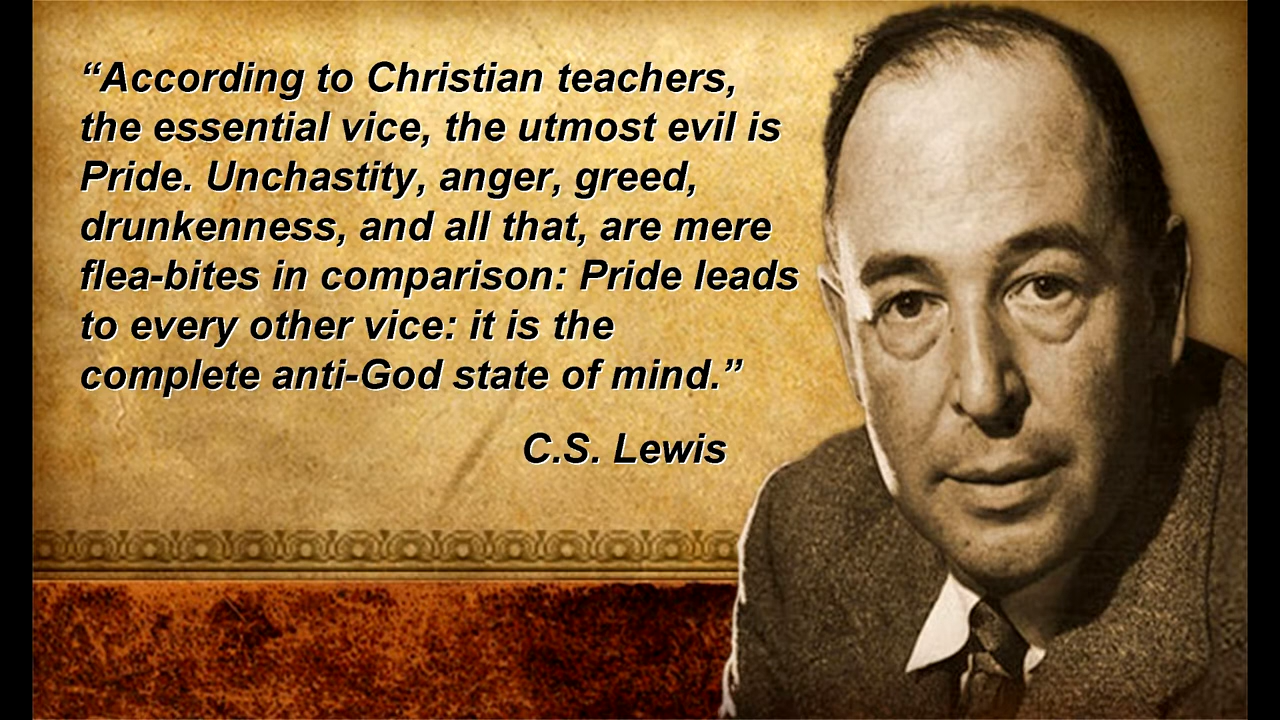 “According to Christian teachers,
the essential vice, the utmost evil is
Pride. Unchastity, anger, greed,
drunkenness, and all that, are mere
flea-bites in comparison: Pride leads
to every other vice: it is the
complete anti-God state of mind.”
C.S. Lewis